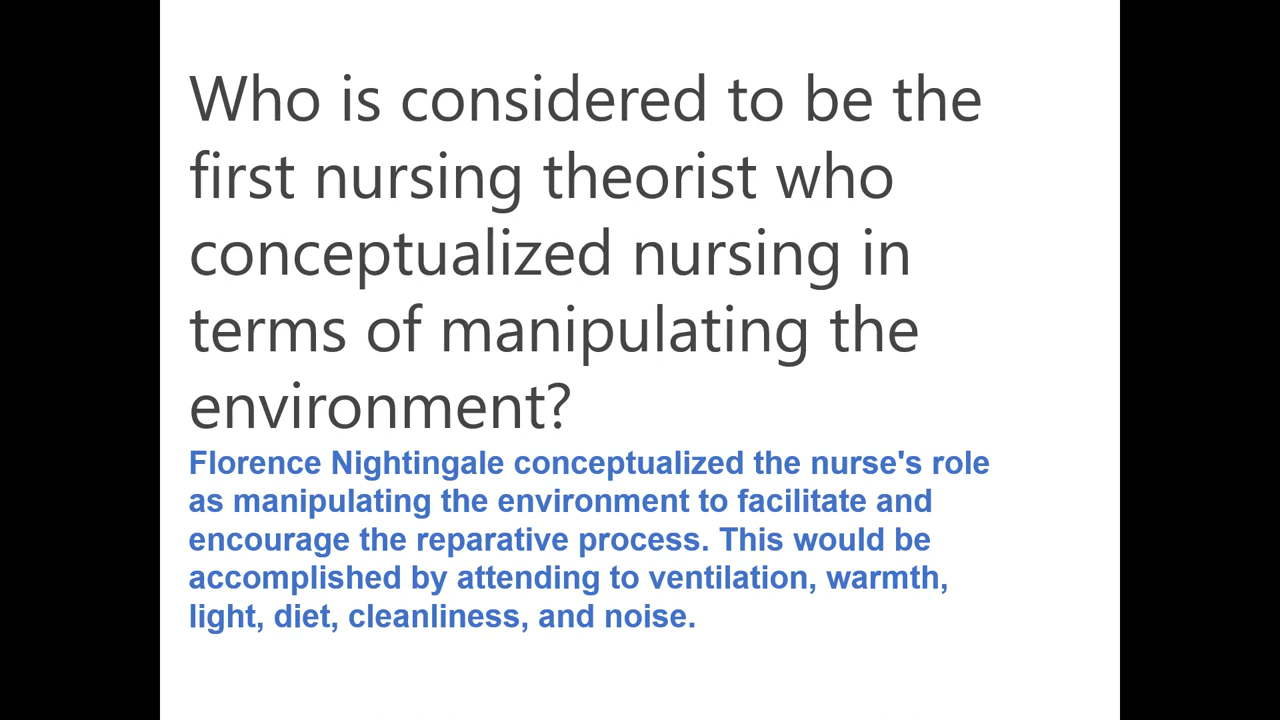 Who is considered to be the
first nursing theorist who
conceptualized nursing in
terms of manipulating the
environment?
Florence Nightingale conceptualized the nurse's role
as manipulating the environment to facilitate and
encourage the reparative process. This would be
accomplished by attending to ventilation, warmth,
light, diet, cleanliness, and noise.